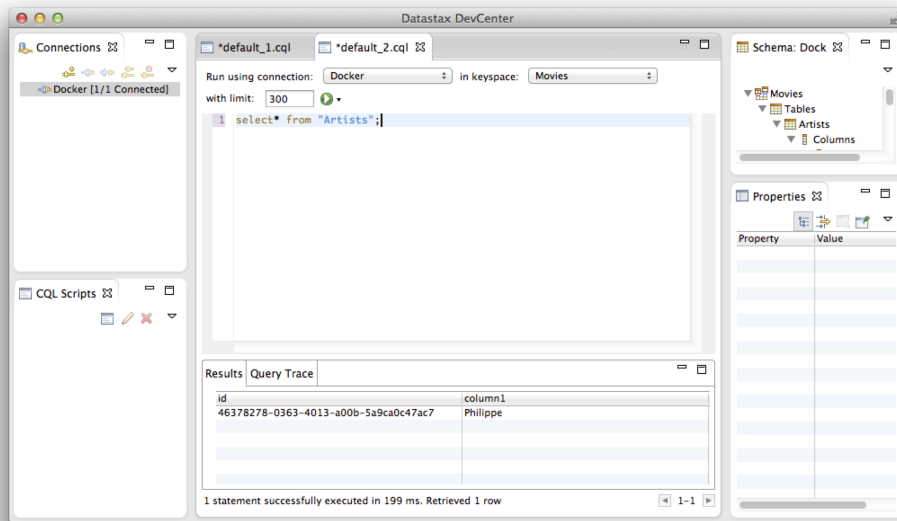 Datastax DevCenter
Connections
Docker [1/1 Connected]
CQL Scripts
*default_1.cql
*default_2.cql
Run using connection: Docker in keyspace: Movies
with limit: 300
1 select* from "Artists";
Results Query Trace
id column1
46378278-0363-4013-a00b-5a9ca0c47ac7 Philippe
1 statement successfully executed in 199 ms. Retrieved 1 row 1-1
Schema: Dock
Movies
Tables
Artists
Columns
Properties
Property Value